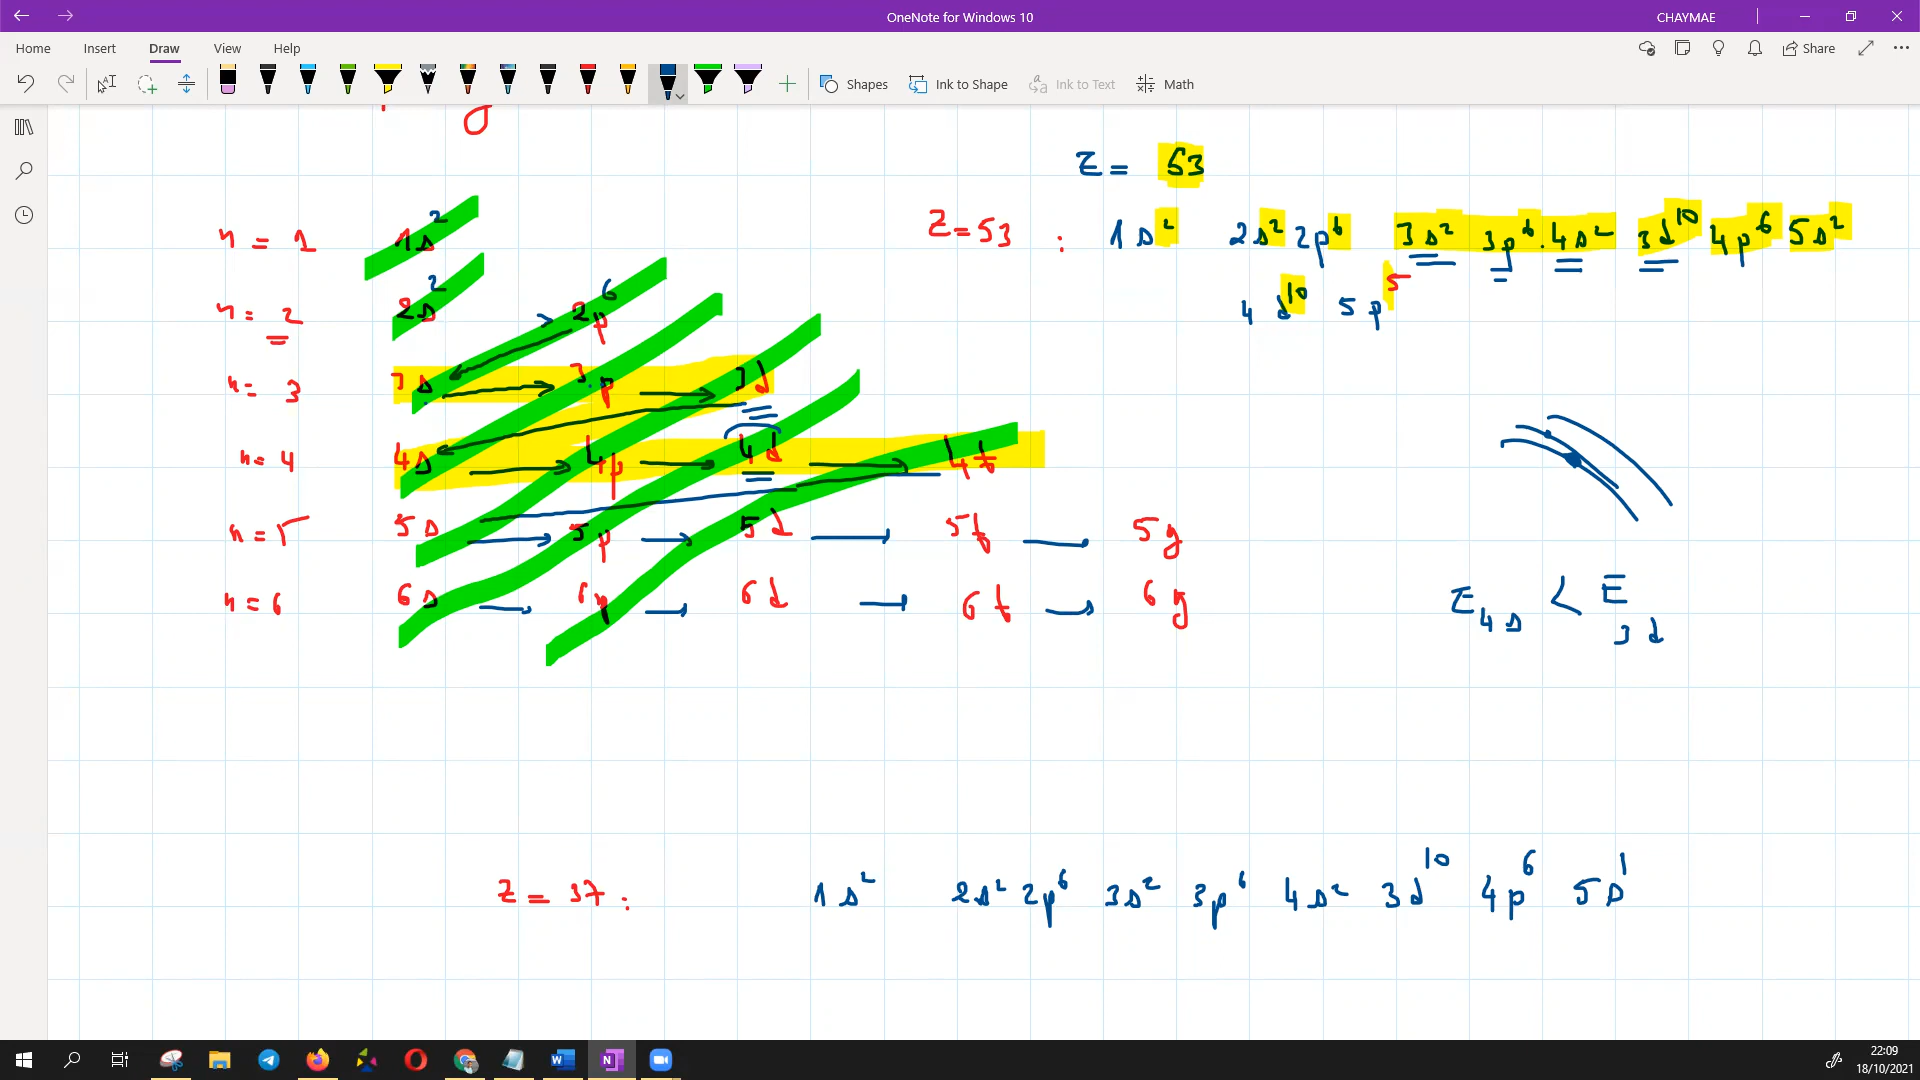 OneNote for Windows 10
CHAYMAE
Home Insert Draw View Help
Share
Shapes Ink to Shape Ink to Text Math
Z = 53
n = 1 1s² Z=53 : 1s² 2s² 2p⁶ 3s² 3p⁶. 4s² 3d¹⁰ 4p⁶ 5s²
n = 2 2s² 2p⁶ 4d¹⁰ 5p⁵
n = 3 3s 3p 3d
n = 4 4s 4p 4d 4f
n = 5 5s 5p 5d 5f 5g
n = 6 6s 6p 6d 6f 6g
E4s < E3d
Z = 37 : 1s² 2s² 2p⁶ 3s² 3p⁶ 4s² 3d¹⁰ 4p⁶ 5s¹
22:09
18/10/2021